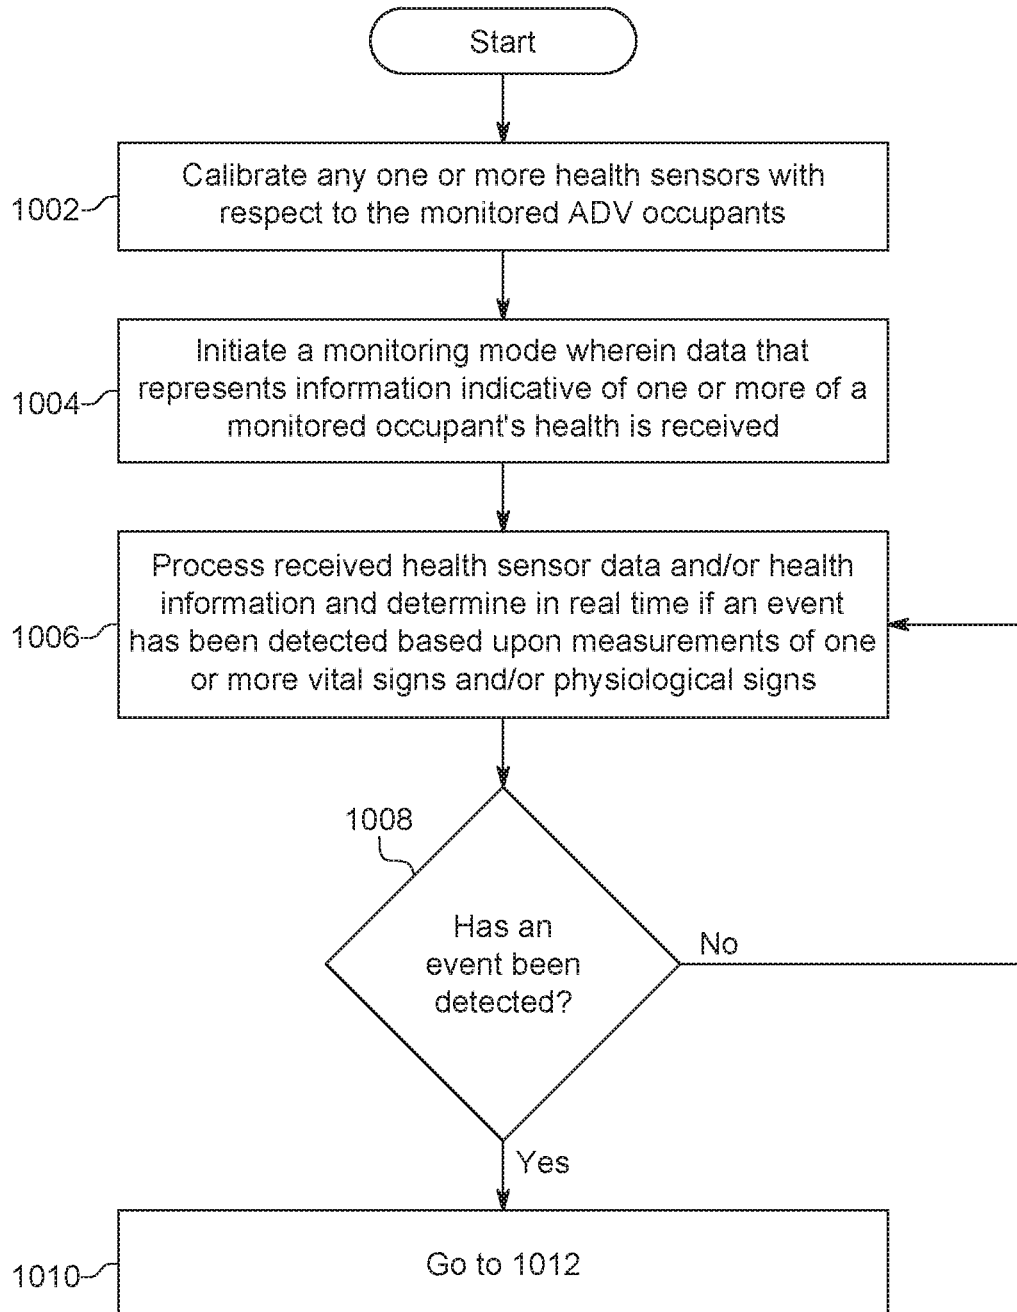 Start
1002
Calibrate any one or more health sensors with
respect to the monitored ADV occupants
1004
Initiate a monitoring mode wherein data that
represents information indicative of one or more of a
monitored occupant's health is received
1006
Process received health sensor data and/or health
information and determine in real time if an event
has been detected based upon measurements of one
or more vital signs and/or physiological signs
1008
Has an
event been
detected?
No
Yes
1010
Go to 1012